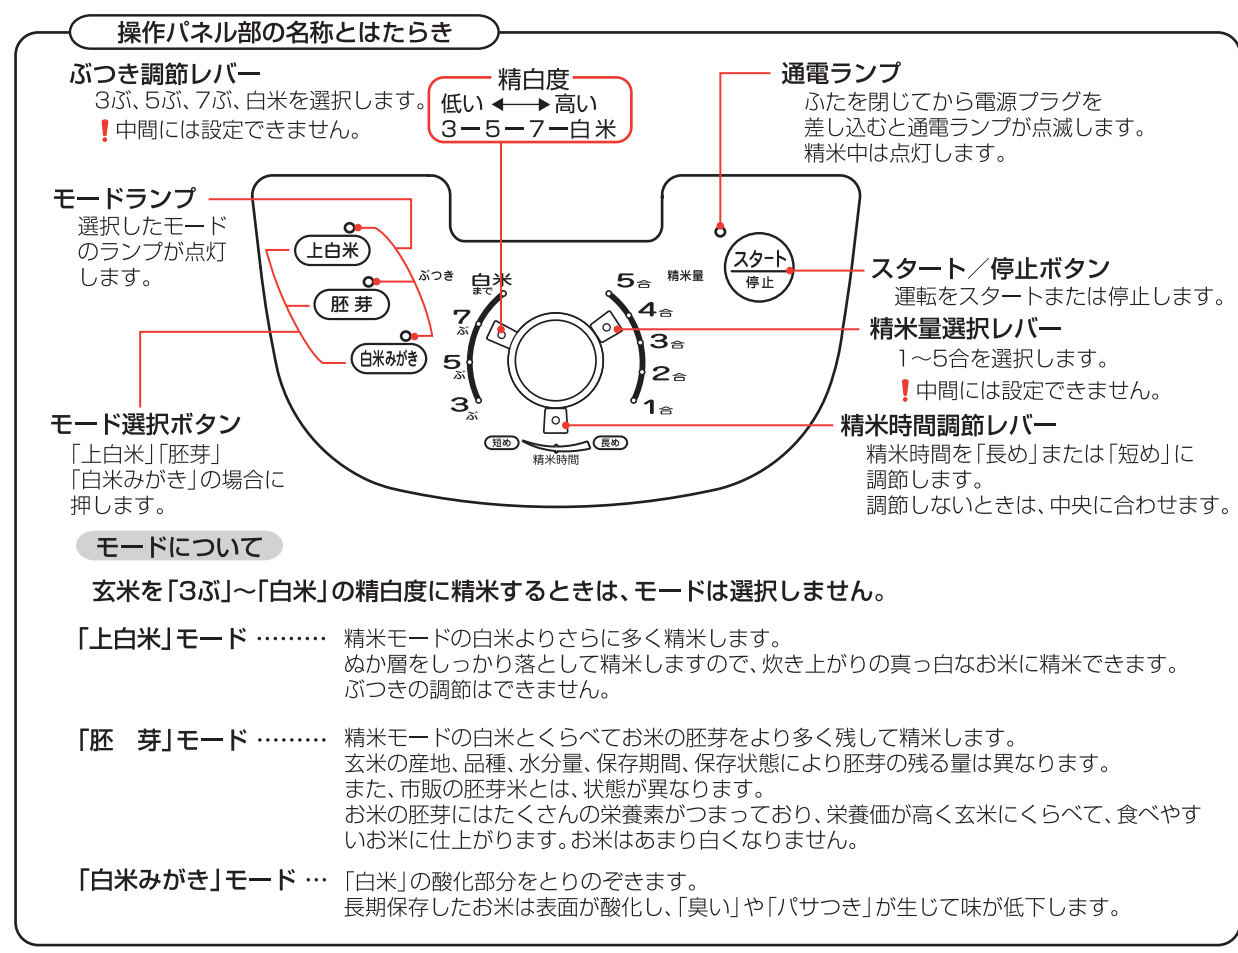 操作パネル部の名称とはたらき
ぶつき調節レバー
3ぶ、5ぶ、7ぶ、白米を選択します。
！中間には設定できません。
精白度
低い ⟷ 高い
3－5－7－白米
通電ランプ
ふたを閉じてから電源プラグを
差し込むと通電ランプが点滅します。
精米中は点灯します。
モードランプ
選択したモード
のランプが点灯
します。
上白米
胚芽
白米みがき
ぶつき
白米
まで
7
ぶ
5
ぶ
3
ぶ
精米量
5合
4合
3合
2合
1合
短め
長め
精米時間
スタート
停止
スタート／停止ボタン
運転をスタートまたは停止します。
精米量選択レバー
1～5合を選択します。
！中間には設定できません。
モード選択ボタン
「上白米」「胚芽」
「白米みがき」の場合に
押します。
精米時間調節レバー
精米時間を「長め」または「短め」に
調節します。
調節しないときは、中央に合わせます。
モードについて
玄米を「3ぶ」～「白米」の精白度に精米するときは、モードは選択しません。
「上白米」モード ……… 精米モードの白米よりさらに多く精米します。
ぬか層をしっかり落として精米しますので、炊き上がりの真っ白なお米に精米できます。
ぶつきの調節はできません。
「胚　芽」モード ……… 精米モードの白米とくらべてお米の胚芽をより多く残して精米します。
玄米の産地、品種、水分量、保存期間、保存状態により胚芽の残る量は異なります。
また、市販の胚芽米とは、状態が異なります。
お米の胚芽にはたくさんの栄養素がつまっており、栄養価が高く玄米にくらべて、食べやす
いお米に仕上がります。お米はあまり白くなりません。
「白米みがき」モード … 「白米」の酸化部分をとりのぞきます。
長期保存したお米は表面が酸化し、「臭い」や「パサつき」が生じて味が低下します。